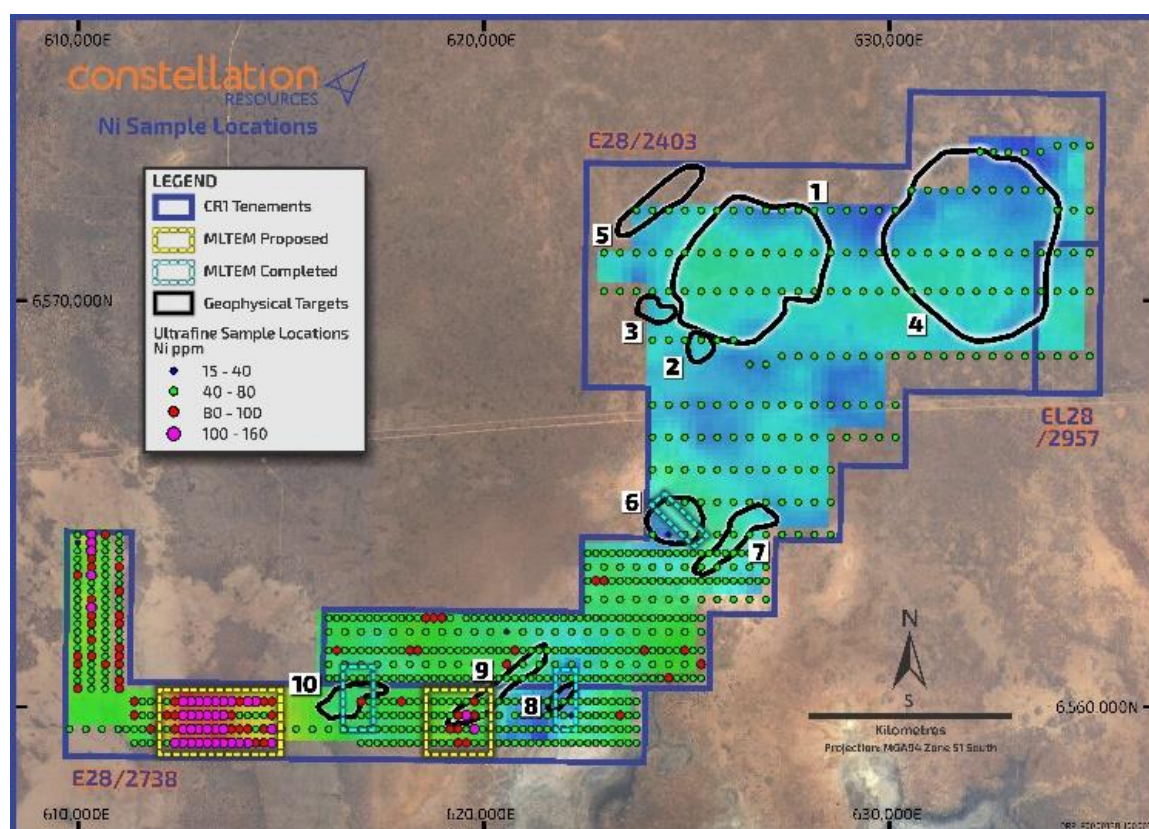 610,000E 620,000E 630,000E
constellation
RESOURCES
Ni Sample Locations
E28/2403
LEGEND
CR1 Tenements
MLTEM Proposed
MLTEM Completed
Geophysical Targets
Ultrafine Sample Locations
Ni ppm
15 - 40
40 - 80
80 - 100
100 - 160
1
5
6,570,000N
3
4
2
EL28
/2957
6
7
N
S
9
10
8
6,560,000N
Kilometres
Projection: MGA94 Zone 51 South
E28/2738
610,000E 620,000E 630,000E